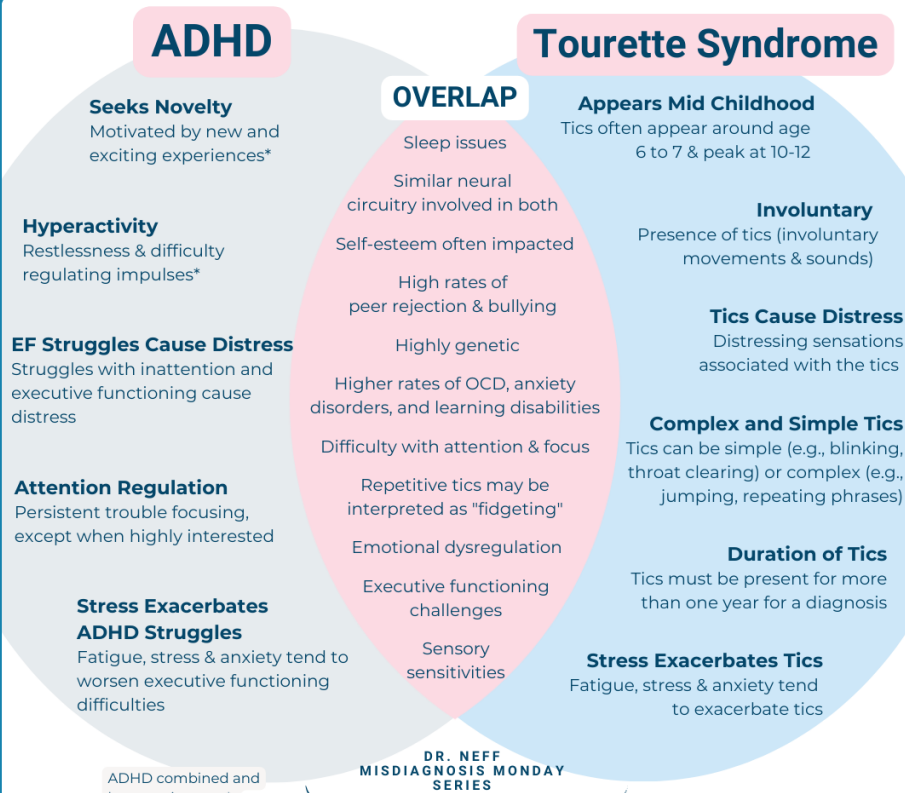 ADHD
Seeks Novelty
Motivated by new and
exciting experiences*
Hyperactivity
Restlessness & difficulty
regulating impulses*
EF Struggles Cause Distress
Struggles with inattention and
executive functioning cause
distress
Attention Regulation
Persistent trouble focusing,
except when highly interested
Stress Exacerbates
ADHD Struggles
Fatigue, stress & anxiety tend to
worsen executive functioning
difficulties
ADHD combined and
OVERLAP
Sleep issues
Similar neural
circuitry involved in both
Self-esteem often impacted
High rates of
peer rejection & bullying
Highly genetic
Higher rates of OCD, anxiety
disorders, and learning disabilities
Difficulty with attention & focus
Repetitive tics may be
interpreted as "fidgeting"
Emotional dysregulation
Executive functioning
challenges
Sensory
sensitivities
Tourette Syndrome
Appears Mid Childhood
Tics often appear around age
6 to 7 & peak at 10-12
Involuntary
Presence of tics (involuntary
movements & sounds)
Tics Cause Distress
Distressing sensations
associated with the tics
Complex and Simple Tics
Tics can be simple (e.g., blinking,
throat clearing) or complex (e.g.,
jumping, repeating phrases)
Duration of Tics
Tics must be present for more
than one year for a diagnosis
Stress Exacerbates Tics
Fatigue, stress & anxiety tend
to exacerbate tics
DR. NEFF
MISDIAGNOSIS MONDAY
SERIES